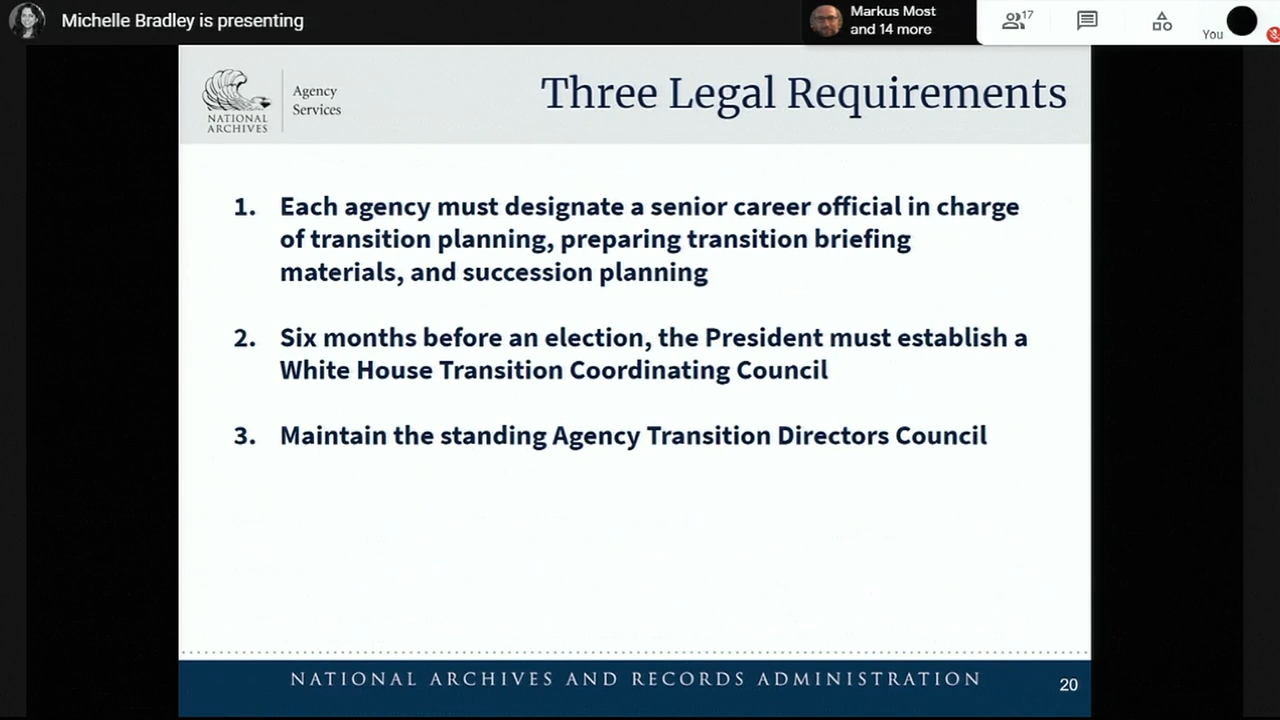 Michelle Bradley is presenting
Markus Most
and 14 more
17
You
NATIONAL
ARCHIVES
Agency
Services
Three Legal Requirements
1. Each agency must designate a senior career official in charge
of transition planning, preparing transition briefing
materials, and succession planning
2. Six months before an election, the President must establish a
White House Transition Coordinating Council
3. Maintain the standing Agency Transition Directors Council
NATIONAL ARCHIVES AND RECORDS ADMINISTRATION
20